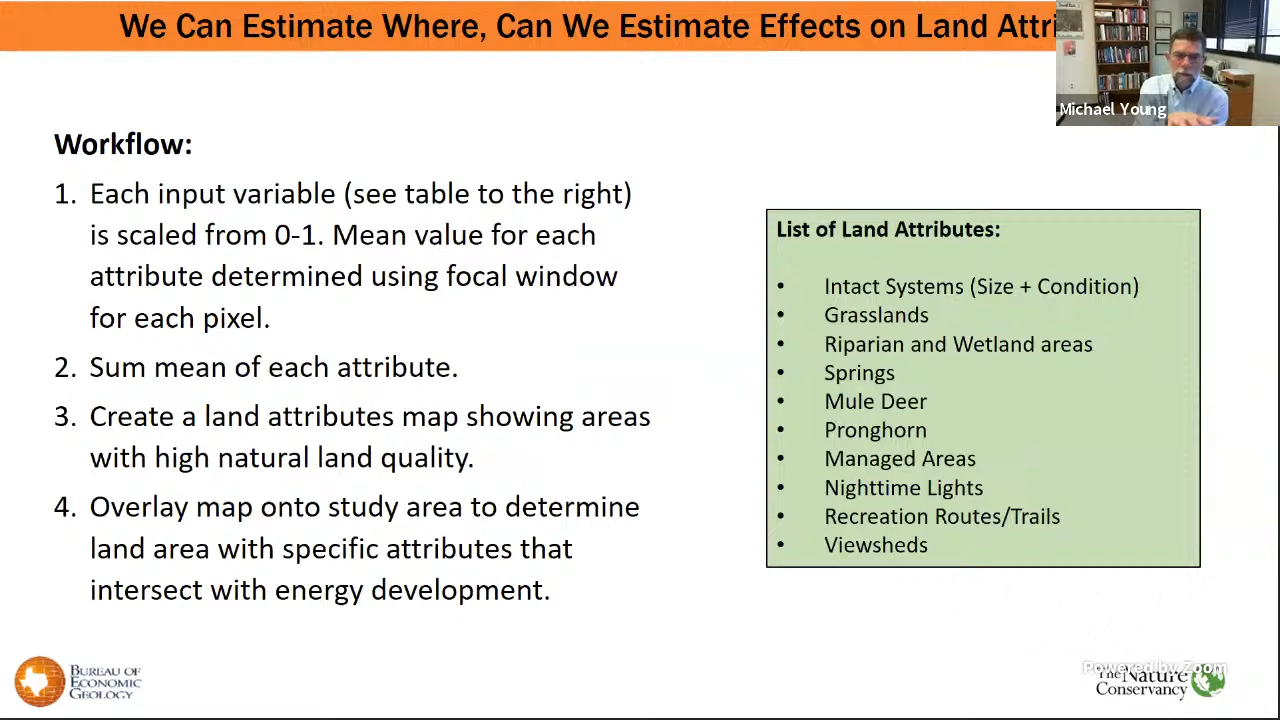 We Can Estimate Where, Can We Estimate Effects on Land Attri
Michael Young
Workflow:
1. Each input variable (see table to the right)
is scaled from 0-1. Mean value for each
attribute determined using focal window
for each pixel.
2. Sum mean of each attribute.
3. Create a land attributes map showing areas
with high natural land quality.
4. Overlay map onto study area to determine
land area with specific attributes that
intersect with energy development.
List of Land Attributes:
• Intact Systems (Size + Condition)
• Grasslands
• Riparian and Wetland areas
• Springs
• Mule Deer
• Pronghorn
• Managed Areas
• Nighttime Lights
• Recreation Routes/Trails
• Viewsheds
BUREAU OF
ECONOMIC
GEOLOGY
Powered by Zoom
The Nature
Conservancy